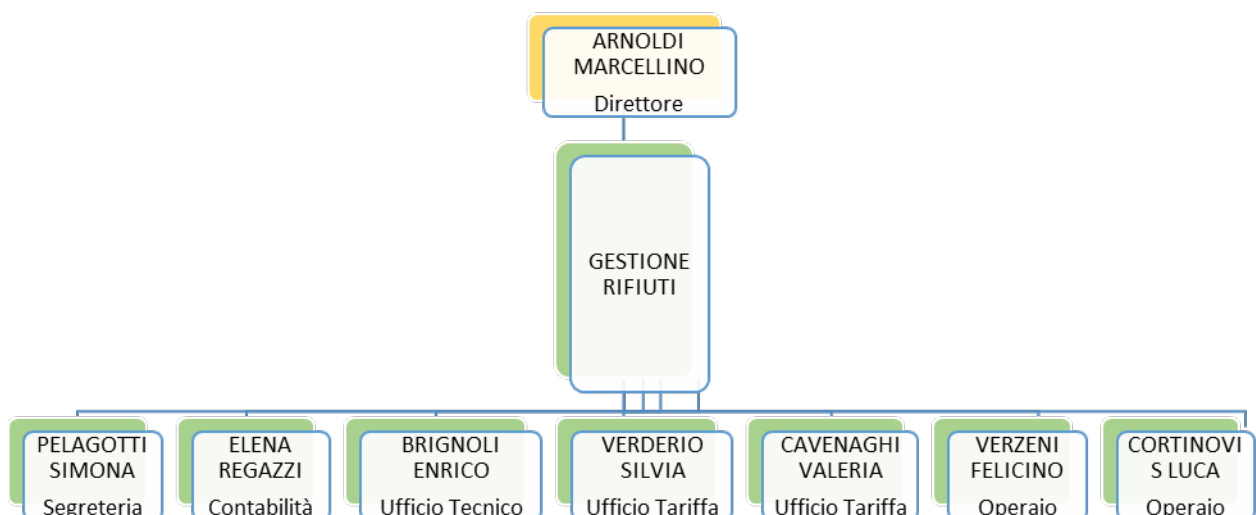 ARNOLDI
MARCELLINO
Direttore
GESTIONE
RIFIUTI
PELAGOTTI
SIMONA
Segreteria
ELENA
REGAZZI
Contabilità
BRIGNOLI
ENRICO
Ufficio Tecnico
VERDERIO
SILVIA
Ufficio Tariffa
CAVENAGHI
VALERIA
Ufficio Tariffa
VERZENI
FELICINO
Operaio
CORTINOVI
S LUCA
Operaio